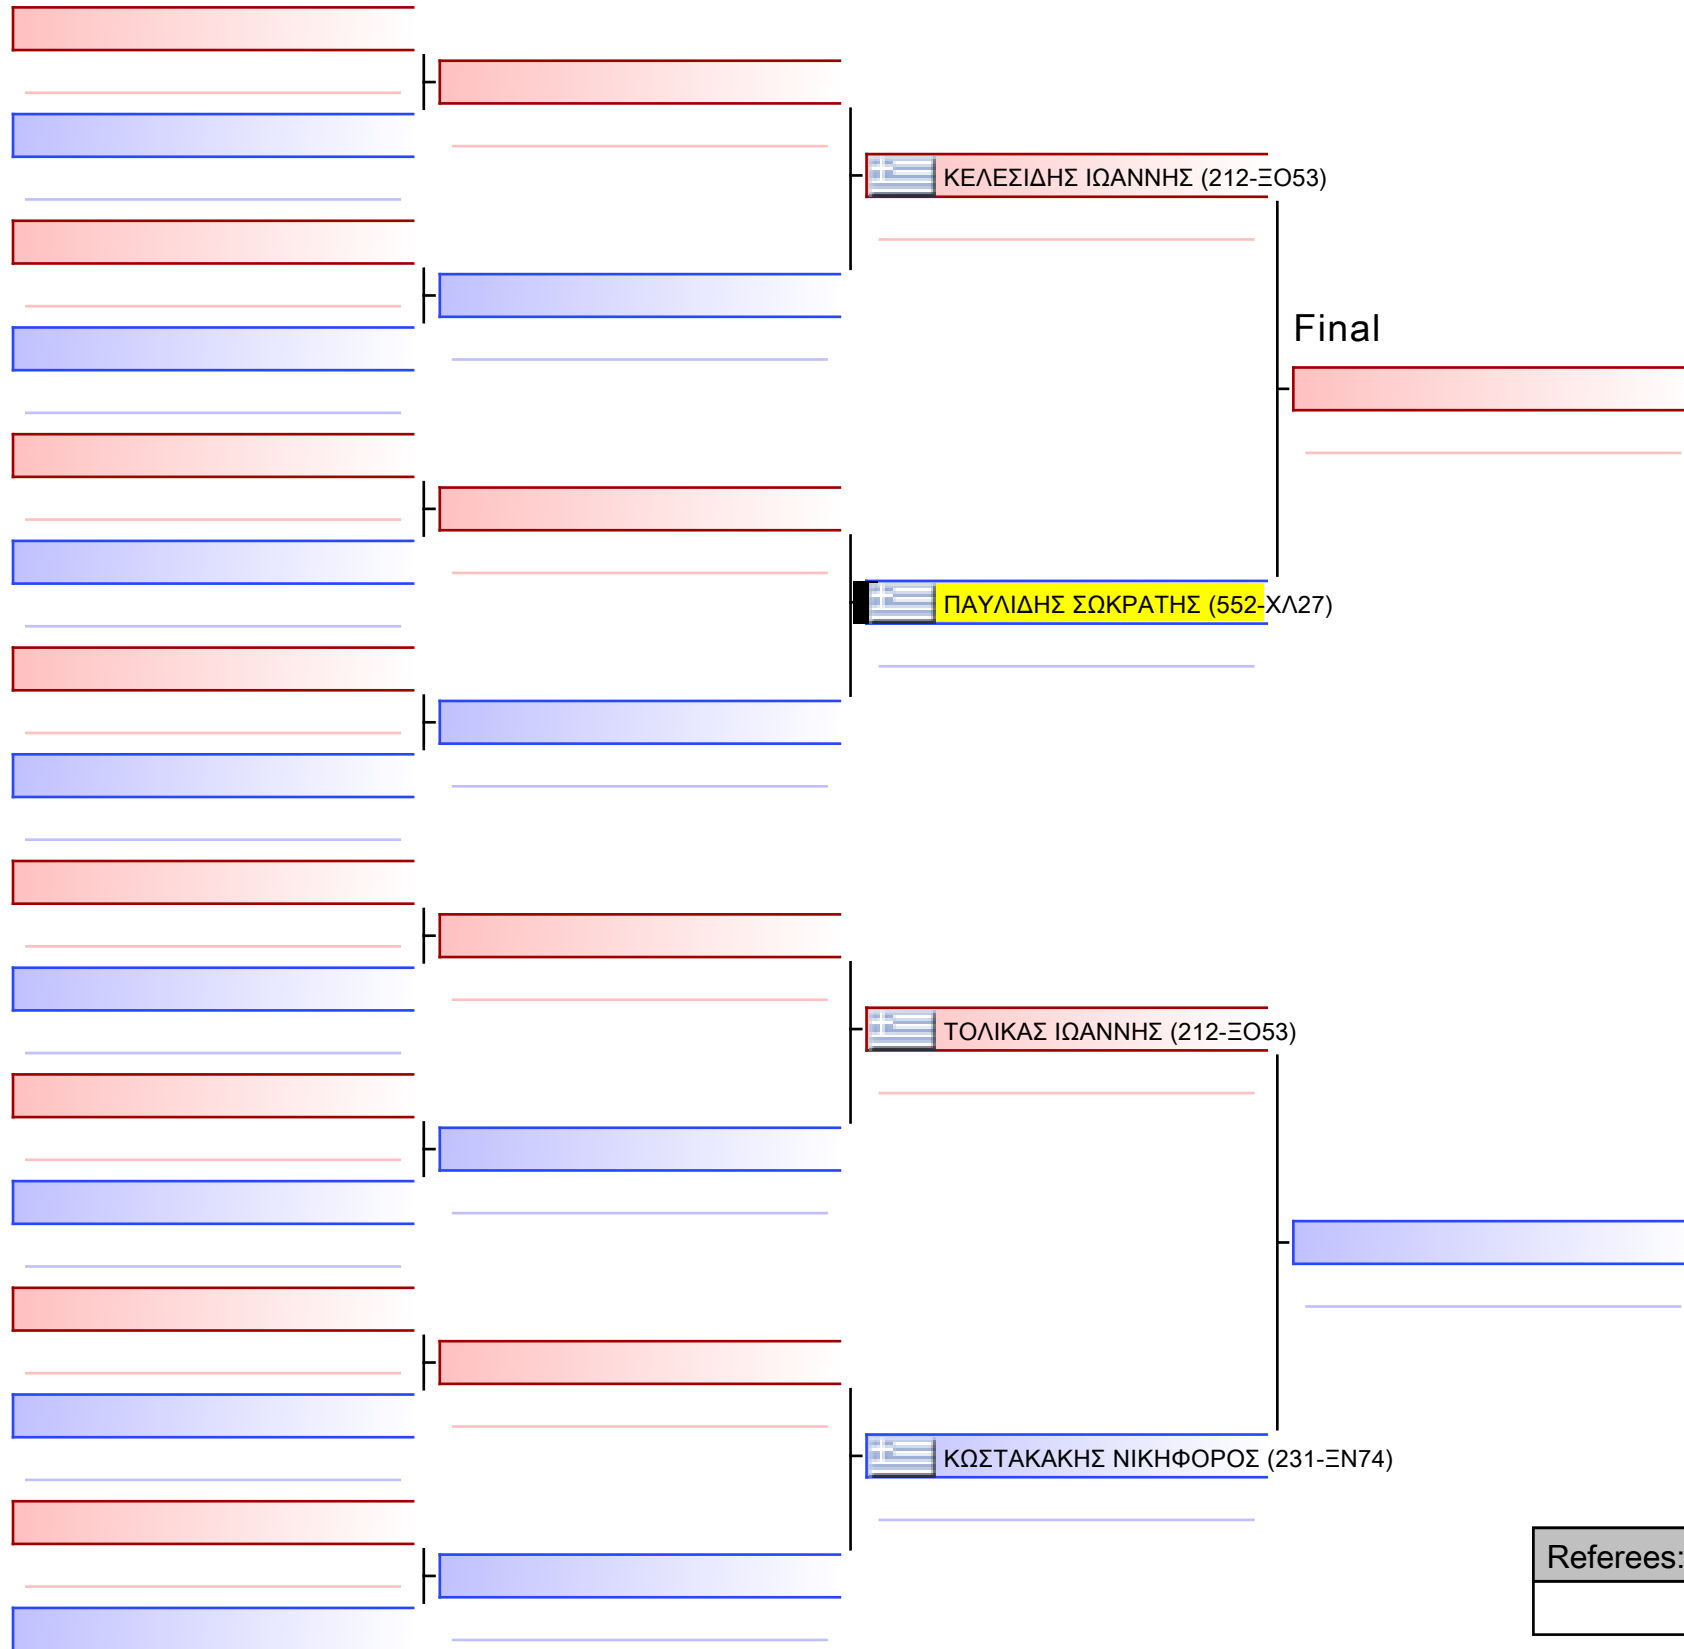 ΚΕΛΕΣΙΔΗΣ ΙΩΑΝΝΗΣ (212-ΞΟ53)
Final
ΠΑΥΛΙΔΗΣ ΣΩΚΡΑΤΗΣ (552-ΧΛ27)
ΤΟΛΙΚΑΣ ΙΩΑΝΝΗΣ (212-ΞΟ53)
ΚΩΣΤΑΚΑΚΗΣ ΝΙΚΗΦΟΡΟΣ (231-ΞΝ74)
Referees: